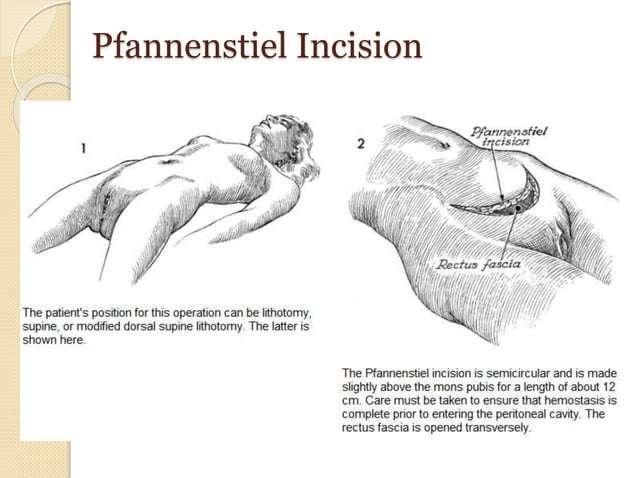 Pfannenstiel Incision
1
The patient's position for this operation can be lithotomy,
supine, or modified dorsal supine lithotomy. The latter is
shown here.
2
Pfannenstiel
incision
Rectus fascia
The Pfannenstiel incision is semicircular and is made
slightly above the mons pubis for a length of about 12
cm. Care must be taken to ensure that hemostasis is
complete prior to entering the peritoneal cavity. The
rectus fascia is opened transversely.